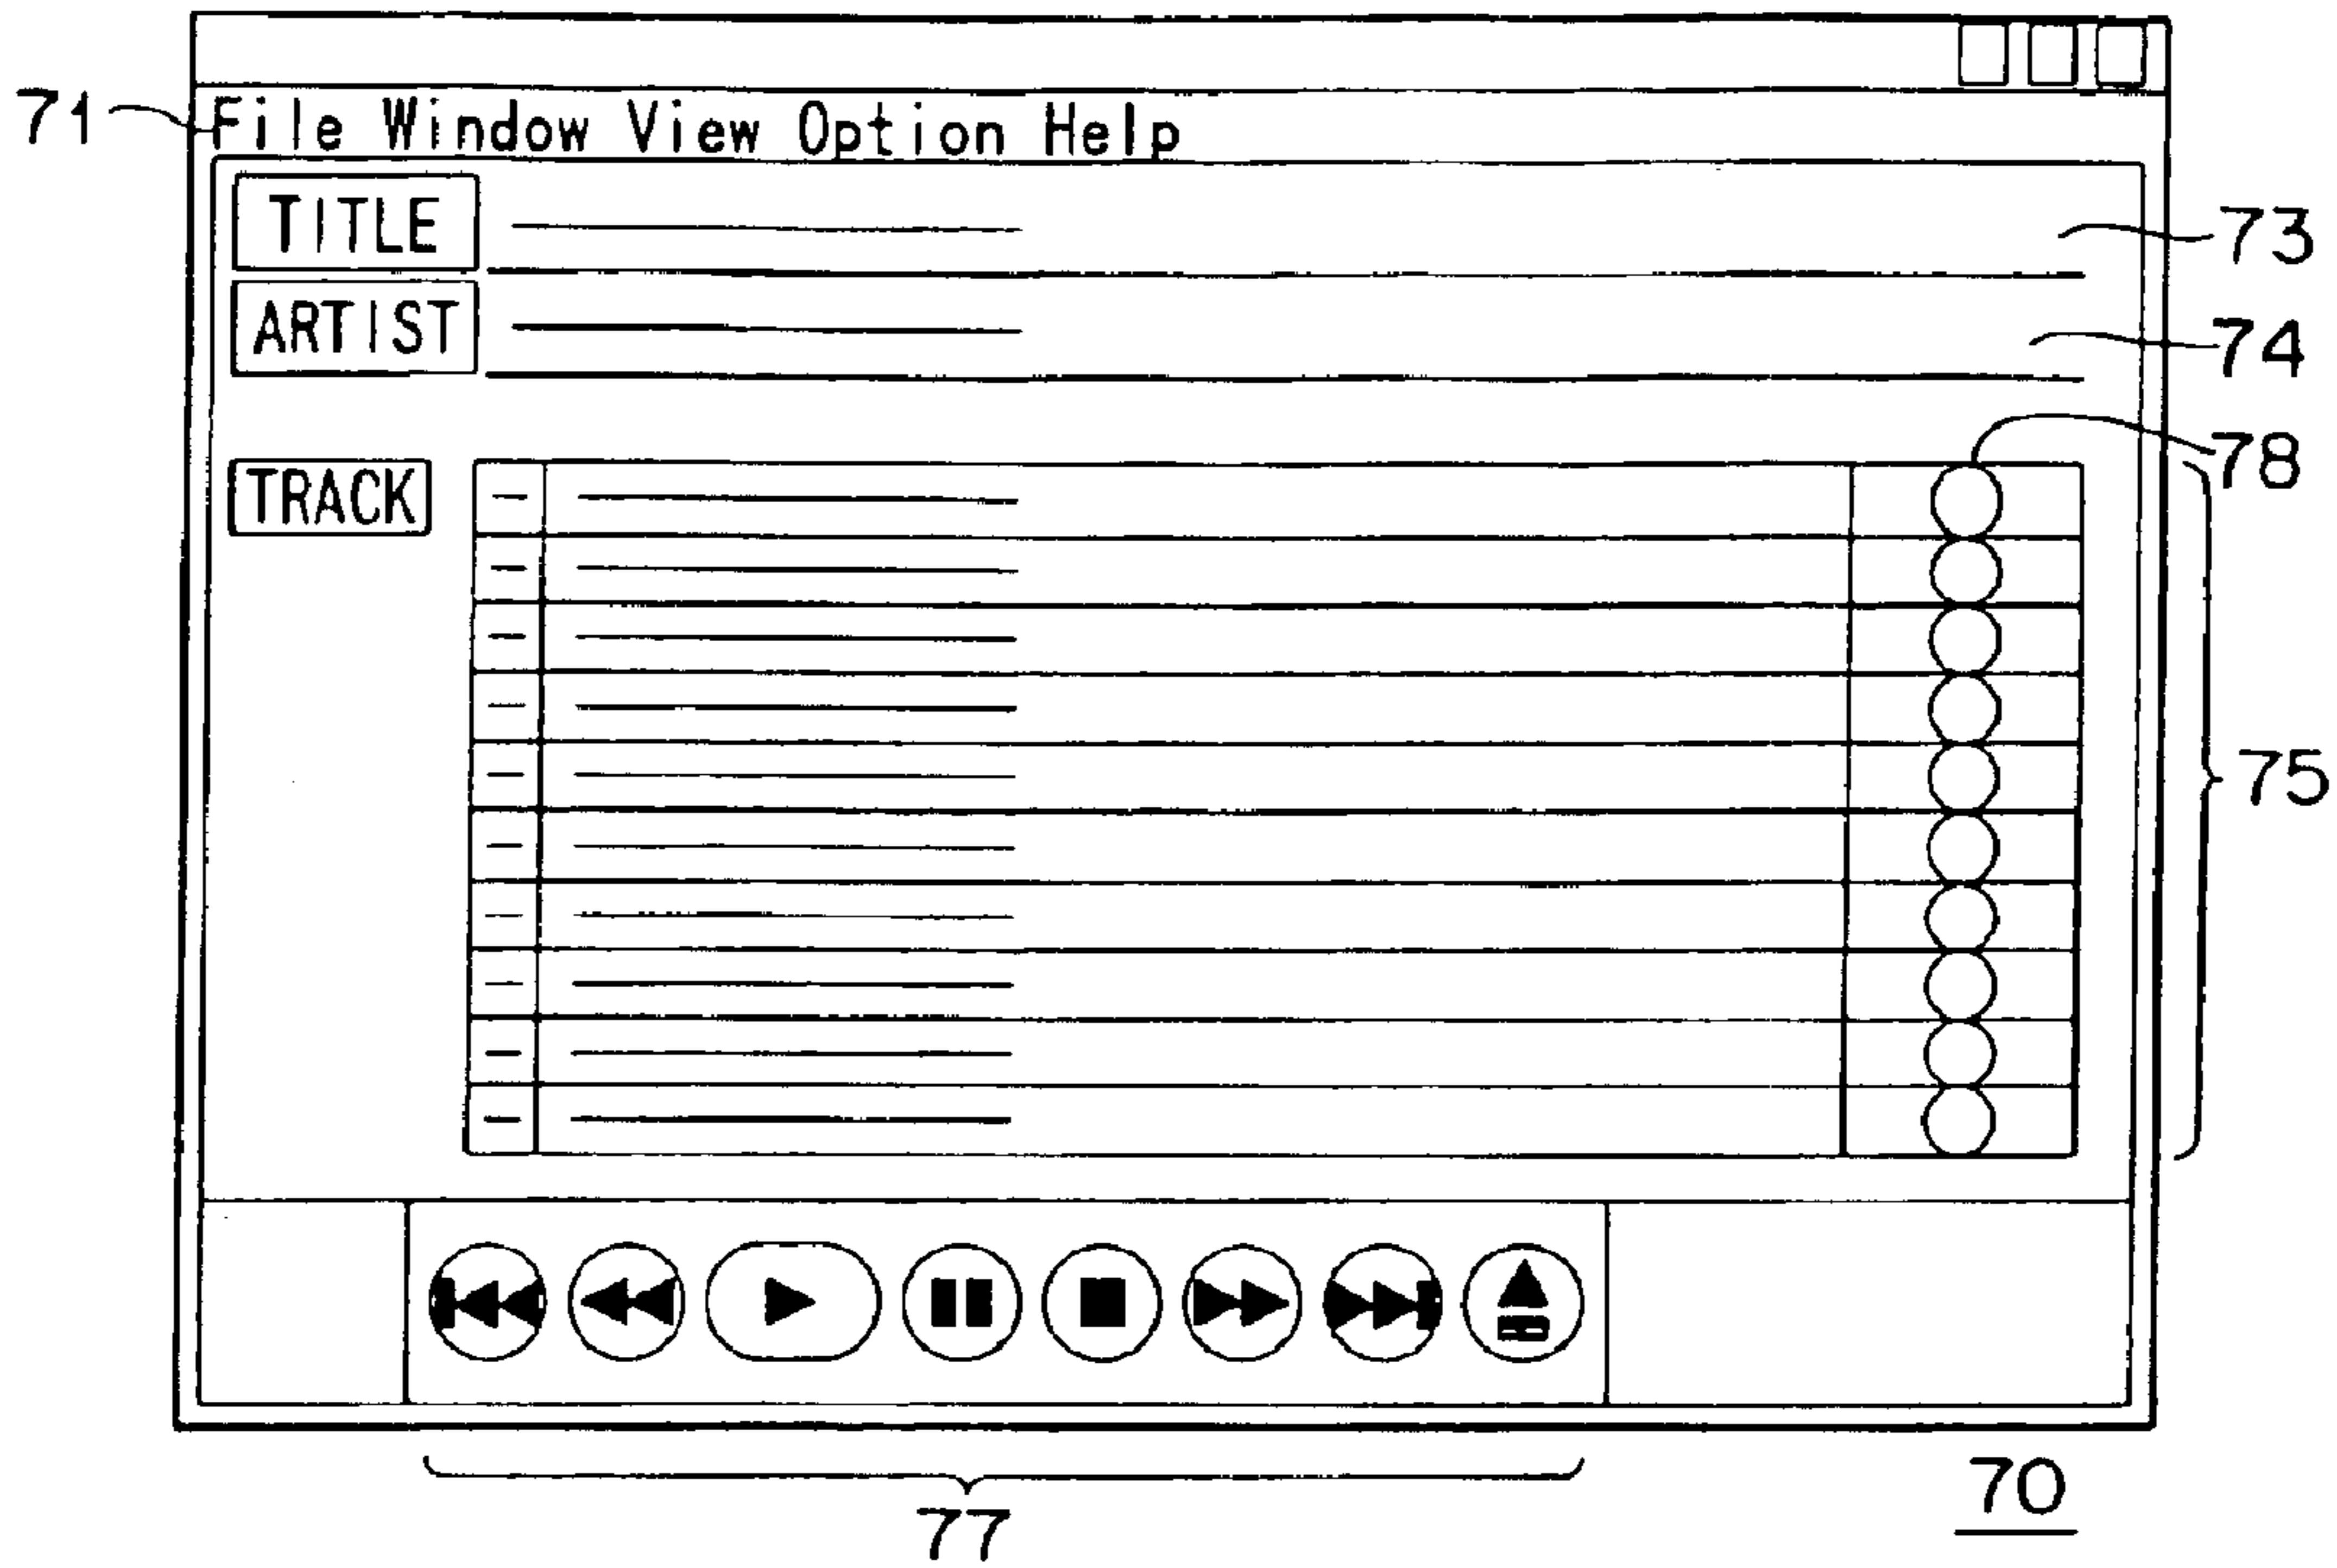 71
File Window View Option Help
TITLE
73
ARTIST
74
78
TRACK
75
77
70